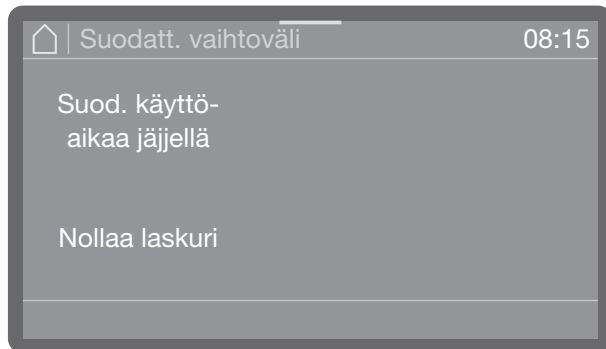 Suodatt. vaihtoväli 08:15
Suod. käyttö-
aikaa jäjjellä
Nollaa laskuri